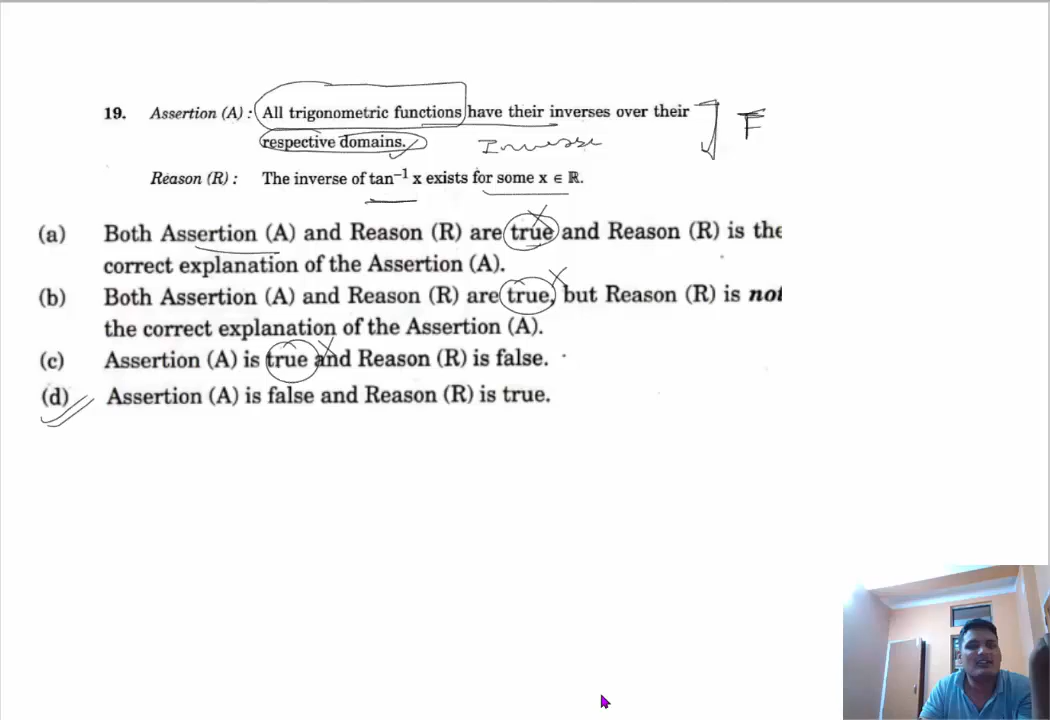 19. Assertion (A) : All trigonometric functions have their inverses over their
respective domains.
Inverse
F
Reason (R) : The inverse of tan⁻¹ x exists for some x ∈ ℝ.
(a) Both Assertion (A) and Reason (R) are true and Reason (R) is the
correct explanation of the Assertion (A).
(b) Both Assertion (A) and Reason (R) are true, but Reason (R) is not
the correct explanation of the Assertion (A).
(c) Assertion (A) is true and Reason (R) is false.
(d) Assertion (A) is false and Reason (R) is true.